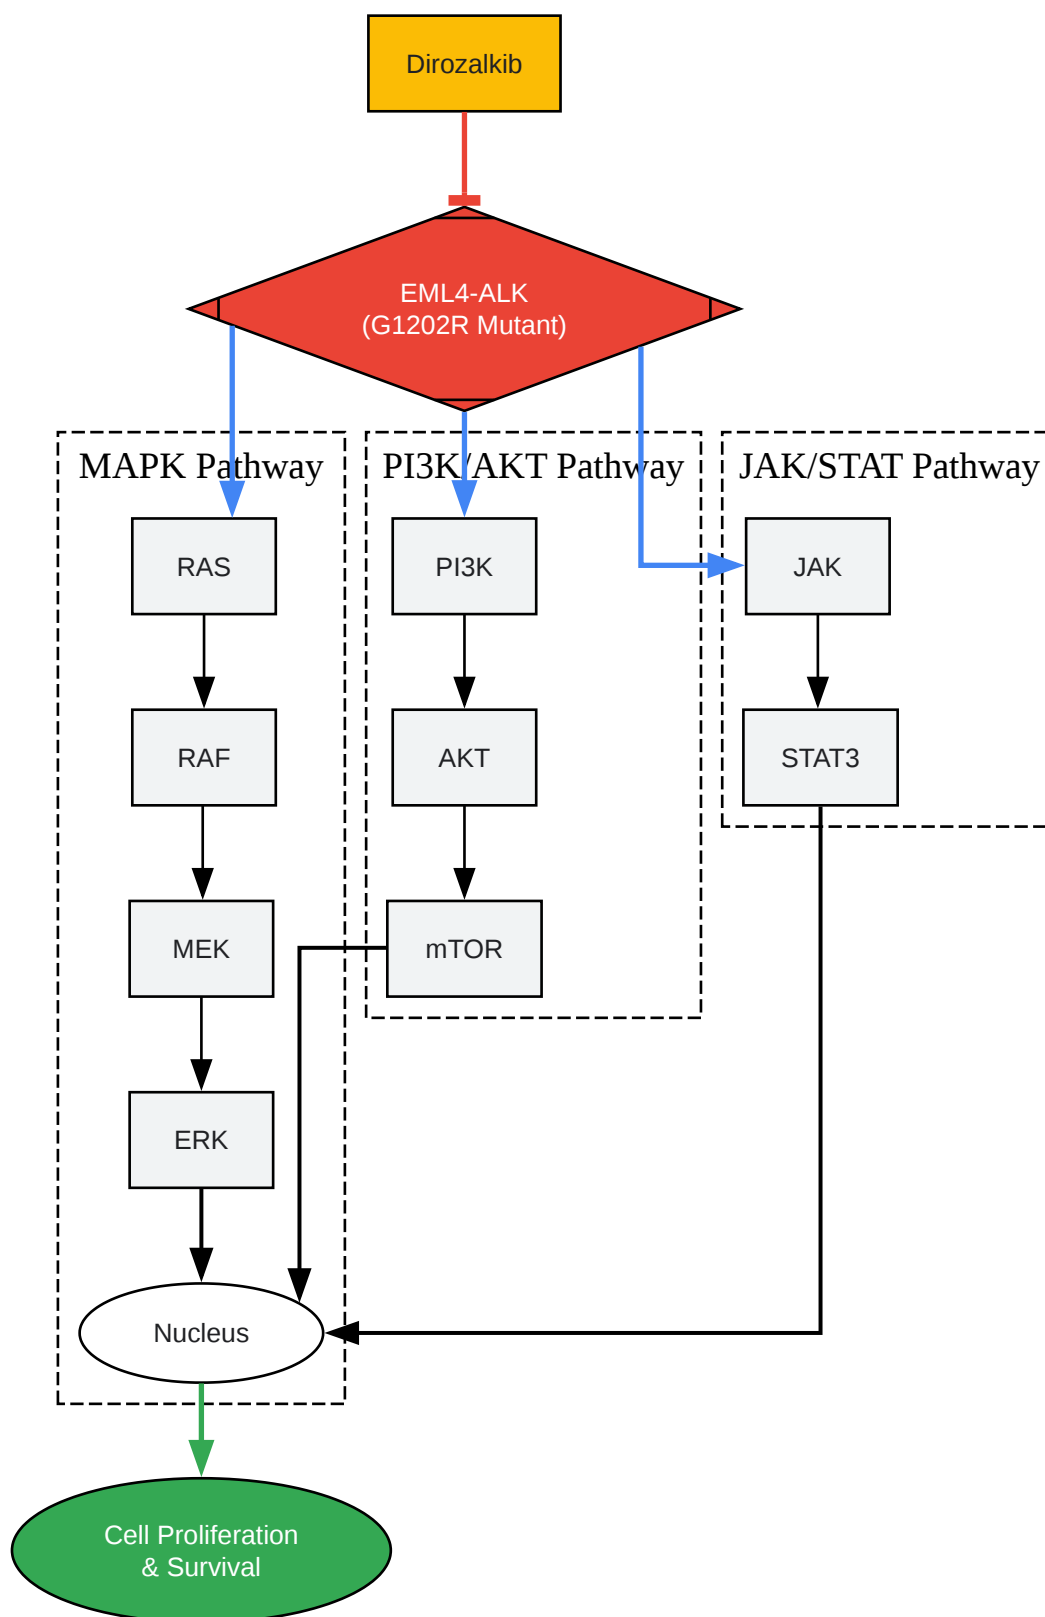 Dirozalkib
EML4-ALK
(G1202R Mutant)
MAPK Pathway
PI3K/AKT Pathway
JAK/STAT Pathway
RAS
PI3K
JAK
RAF
AKT
STAT3
MEK
mTOR
ERK
Nucleus
Cell Proliferation
& Survival